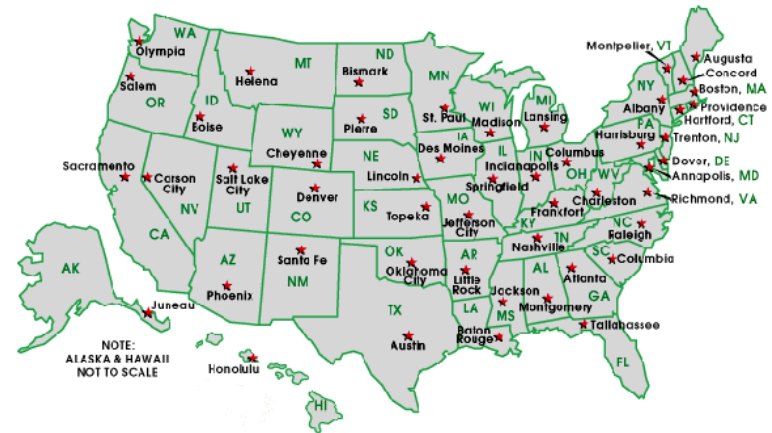 WA
Olympia
Salem
OR
ID
Boise
MT
Helena
ND
Bismark
SD
Pierre
WY
Cheyenne
NE
Lincoln
MN
St. Paul
WI
Madison
MI
Lansing
IA
Des Moines
IL
Springfield
IN
Indianapolis
OH
Columbus
Sacramento
CA
Carson
City
NV
Salt Lake
City
UT
Denver
CO
KS
Topeka
MO
Jefferson
City
KY
Frankfort
WV
Charleston
Montpelier, VT
Augusta
Concord
Boston, MA
Providence
Hertford, CT
NY
Albany
PA
Harrisburg
Trenton, NJ
Dover, DE
Annapolis, MD
Richmond, VA
NC
Raleigh
SC
Columbia
TN
Nashville
AZ
Phoenix
Santa Fe
NM
OK
Oklahoma
City
AR
Little
Rock
TX
Austin
LA
Baton
Rouge
Jackson
MS
AL
Montgomery
Atlanta
GA
Tallahassee
FL
AK
Juneau
NOTE:
ALASKA & HAWAII
NOT TO SCALE
Honolulu
HI